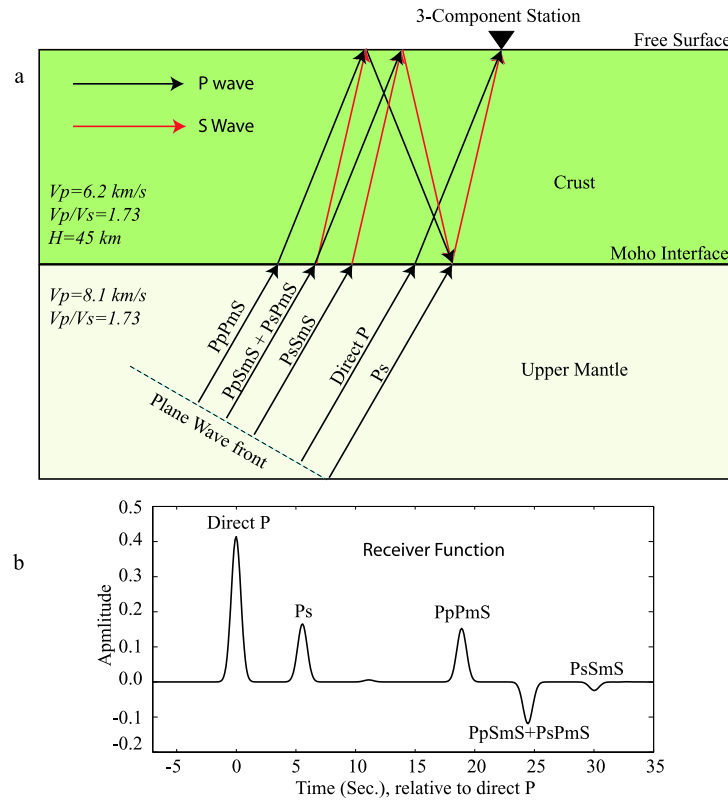 3-Component Station
Free Surface
a
P wave
S Wave
Crust
Vp=6.2 km/s
Vp/Vs=1.73
H=45 km
Moho Interface
Vp=8.1 km/s
Vp/Vs=1.73
PpPmS
PpSmS + PsPmS
PsSmS
Direct P
Ps
Upper Mantle
Plane Wave front
b
0.5
0.4
0.3
0.2
0.1
0.0
-0.1
-0.2
Apmlitude
Direct P
Receiver Function
Ps
PpPmS
PsSmS
PpSmS+PsPmS
-5 0 5 10 15 20 25 30 35
Time (Sec.), relative to direct P